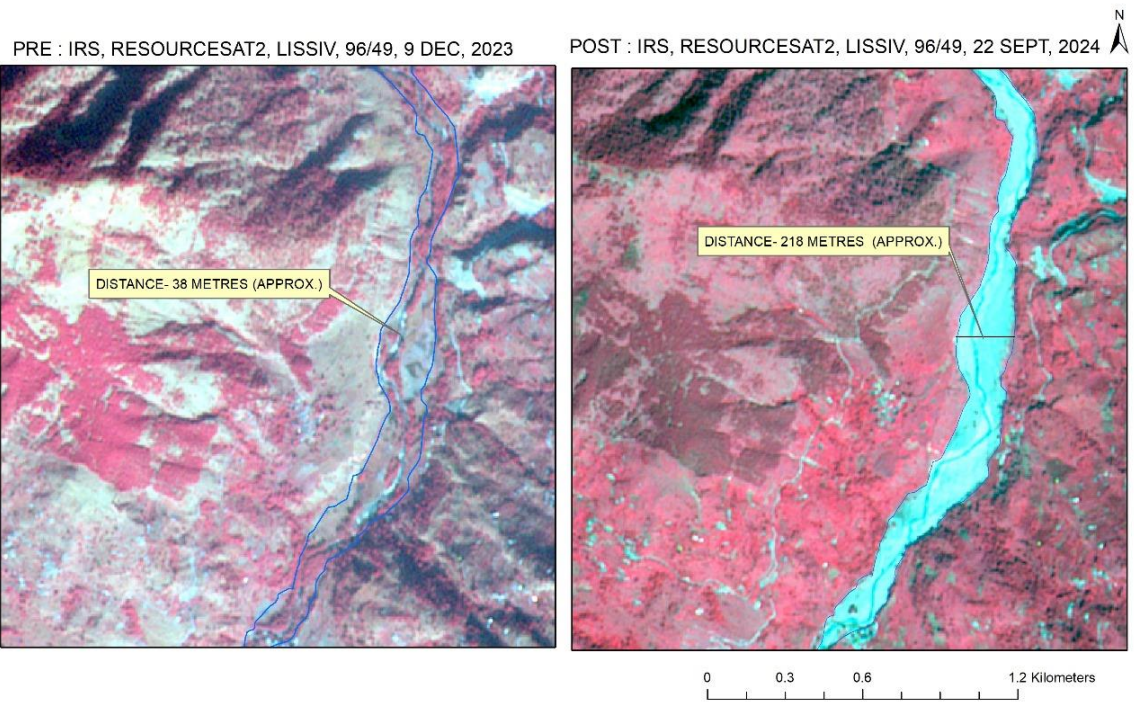 PRE : IRS, RESOURCESAT2, LISSIV, 96/49, 9 DEC, 2023
POST : IRS, RESOURCESAT2, LISSIV, 96/49, 22 SEPT, 2024
N
DISTANCE- 38 METRES (APPROX.)
DISTANCE- 218 METRES (APPROX.)
0 0.3 0.6 1.2 Kilometers